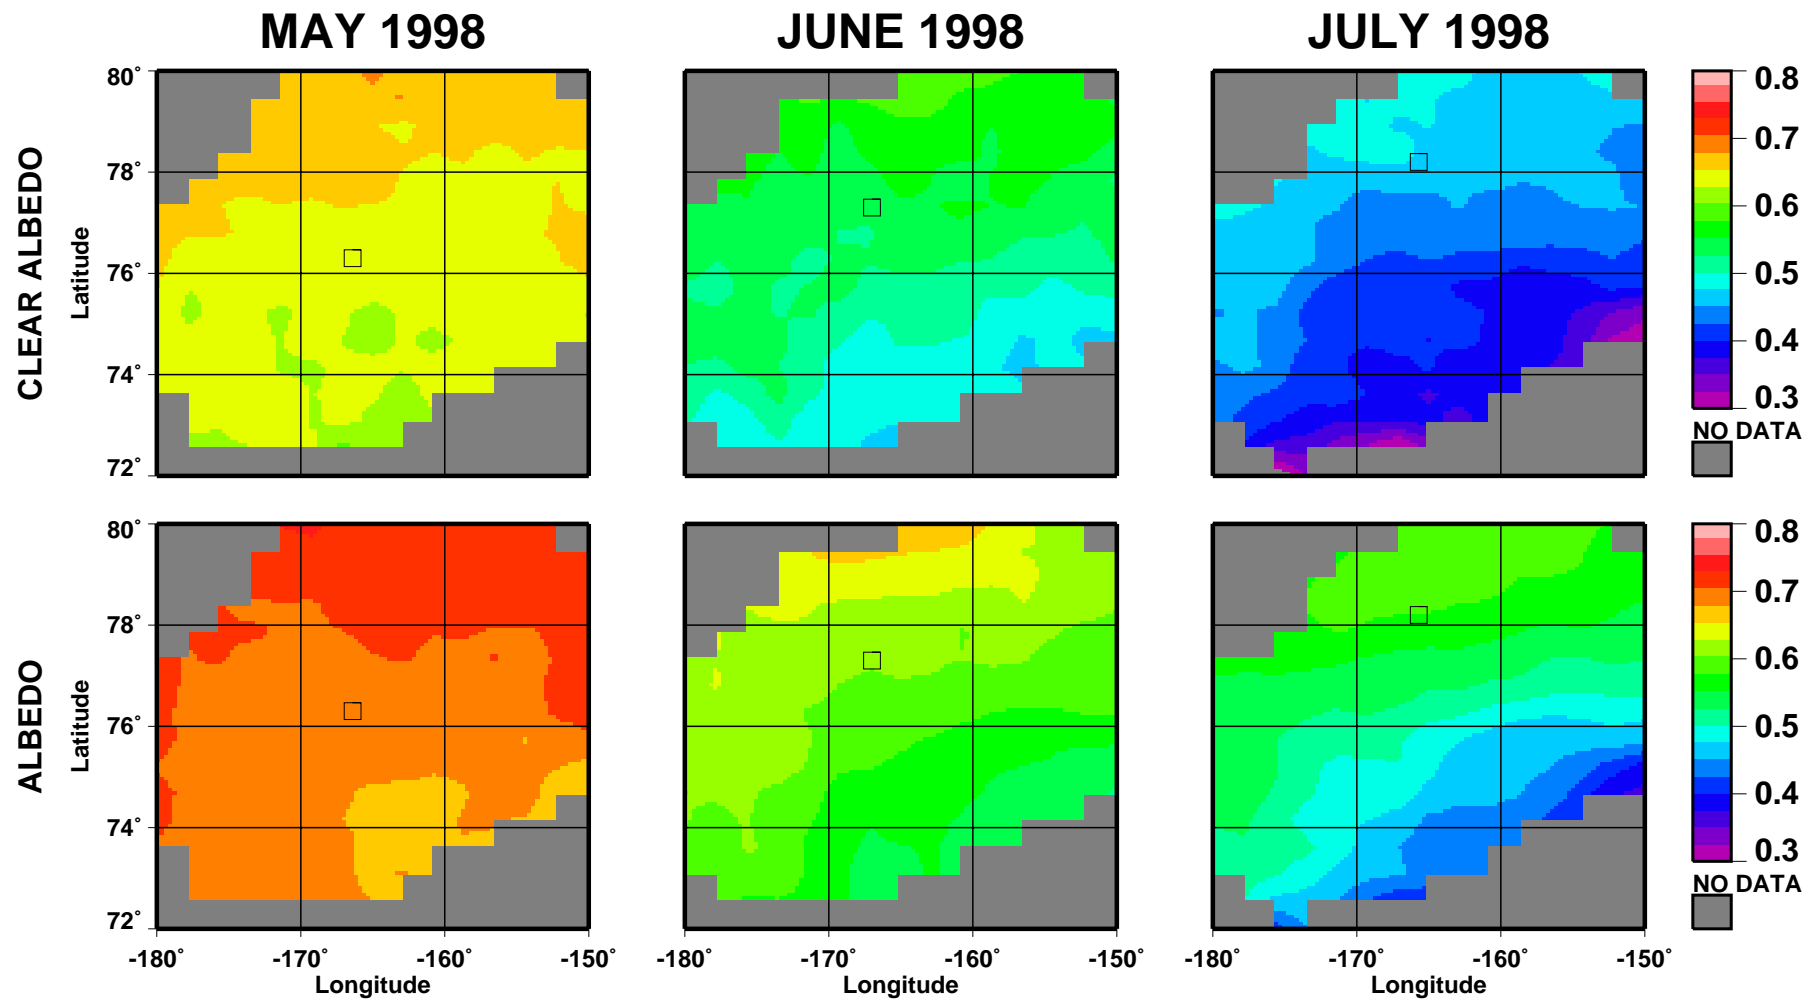 MAY 1998
JUNE 1998
JULY 1998
CLEAR ALBEDO
Latitude
80°
78°
76°
74°
72°
0.8
0.7
0.6
0.5
0.4
0.3
NO DATA
ALBEDO
Latitude
80°
78°
76°
74°
72°
0.8
0.7
0.6
0.5
0.4
0.3
NO DATA
-180° -170° -160° -150°
Longitude
-180° -170° -160° -150°
Longitude
-180° -170° -160° -150°
Longitude